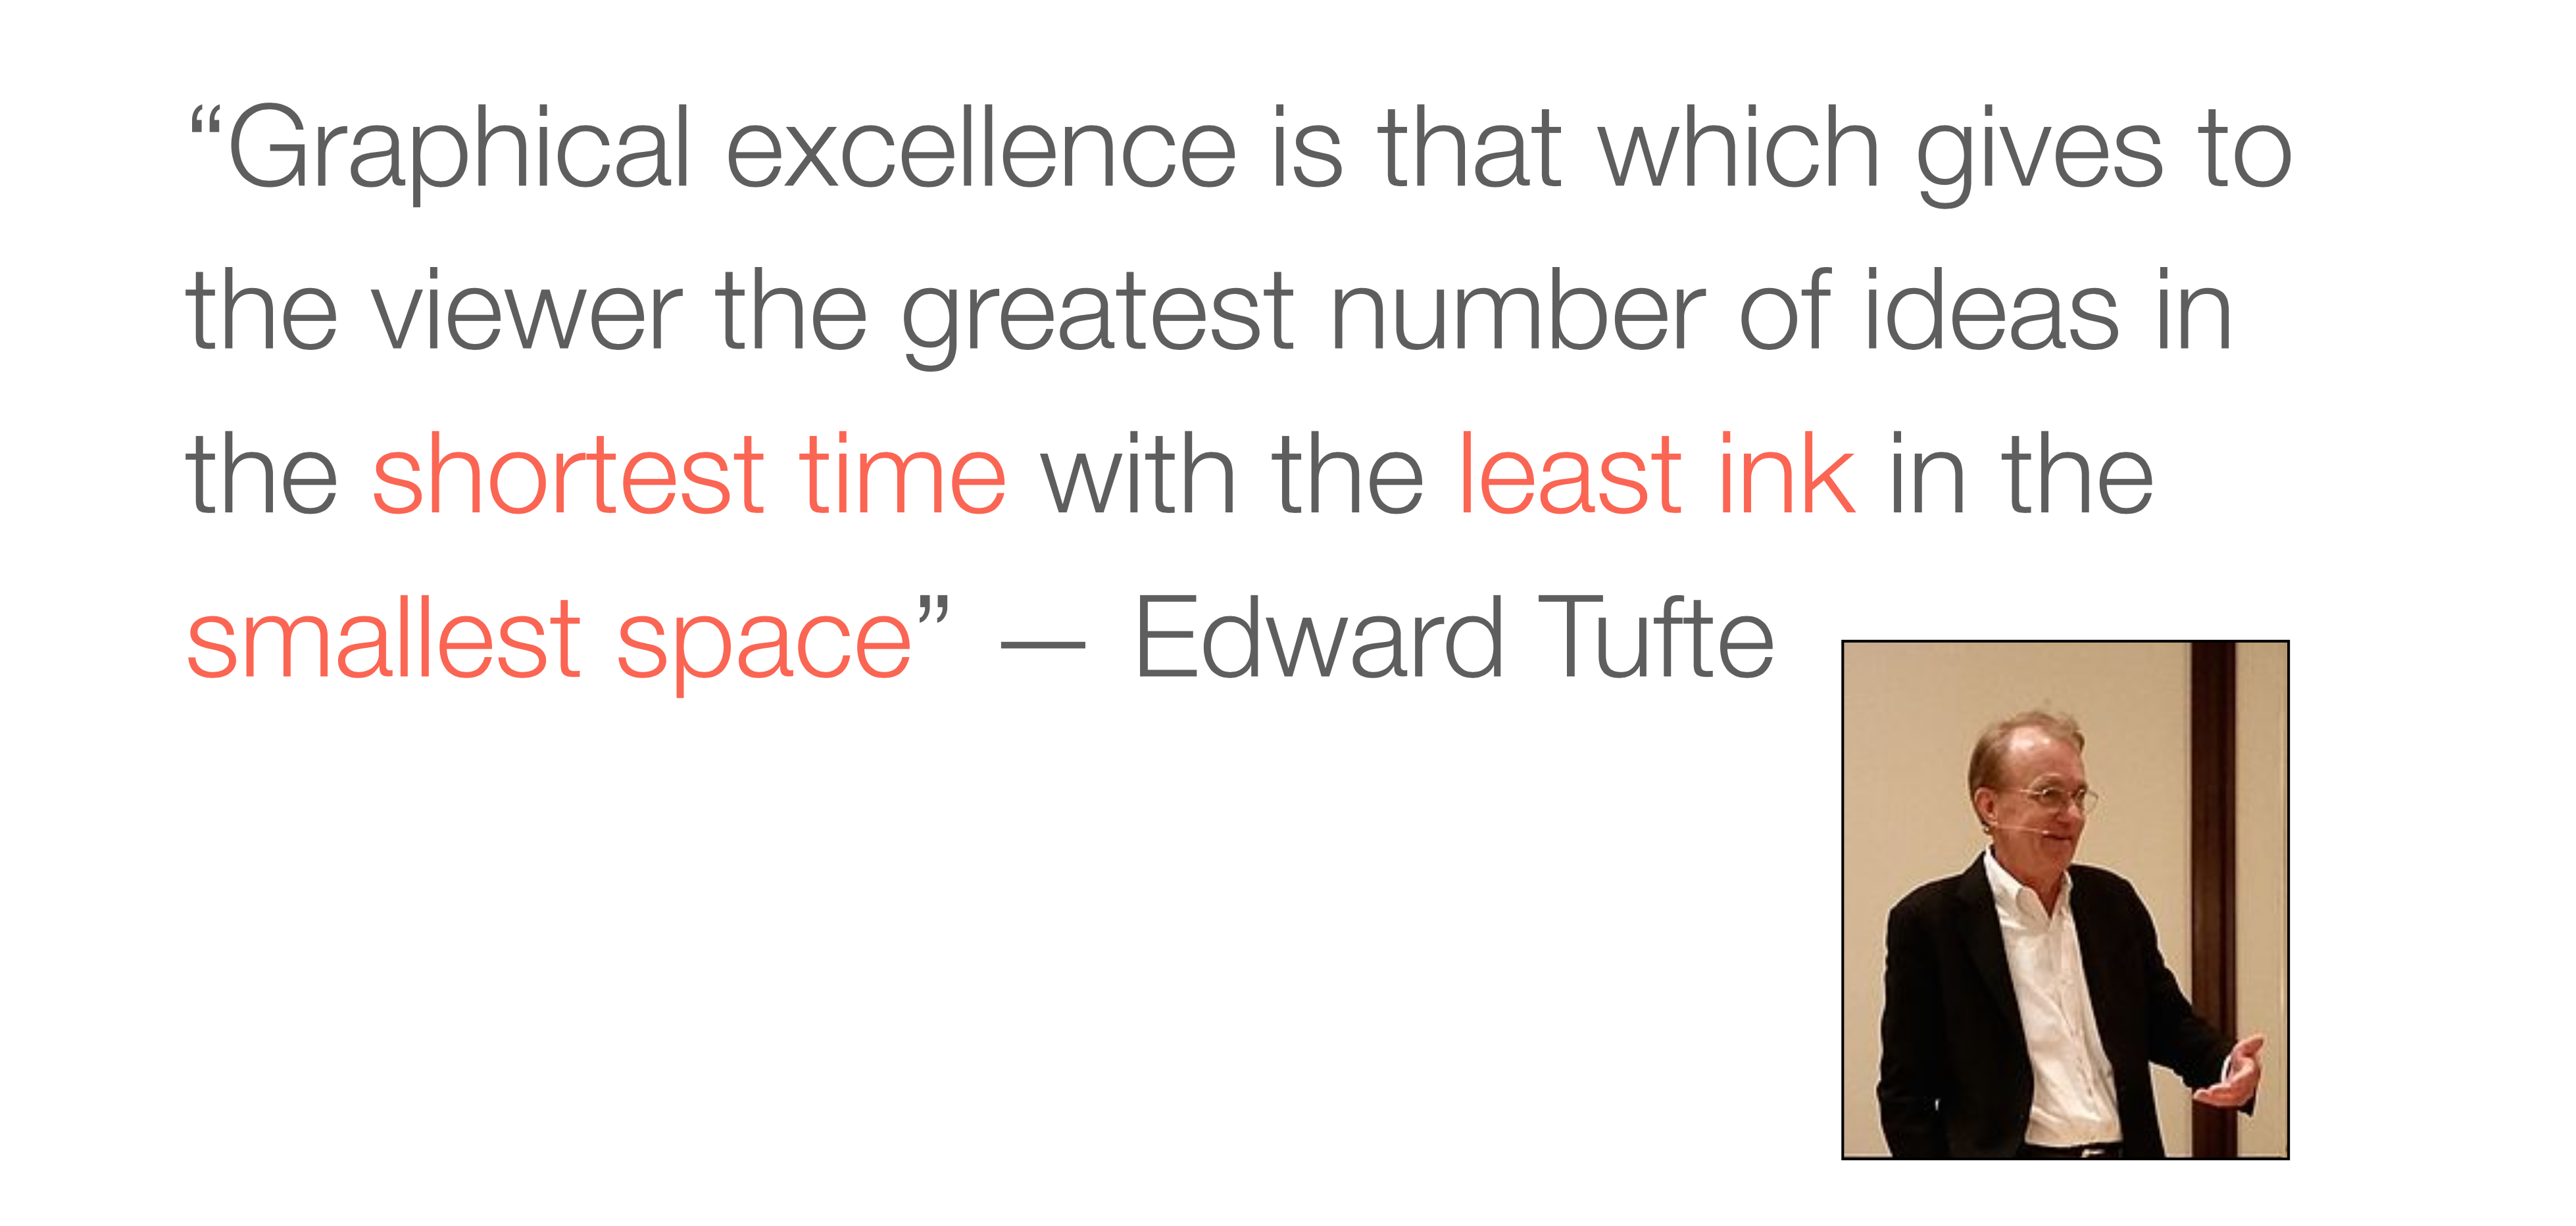 “Graphical excellence is that which gives to
the viewer the greatest number of ideas in
the shortest time with the least ink in the
smallest space” — Edward Tufte